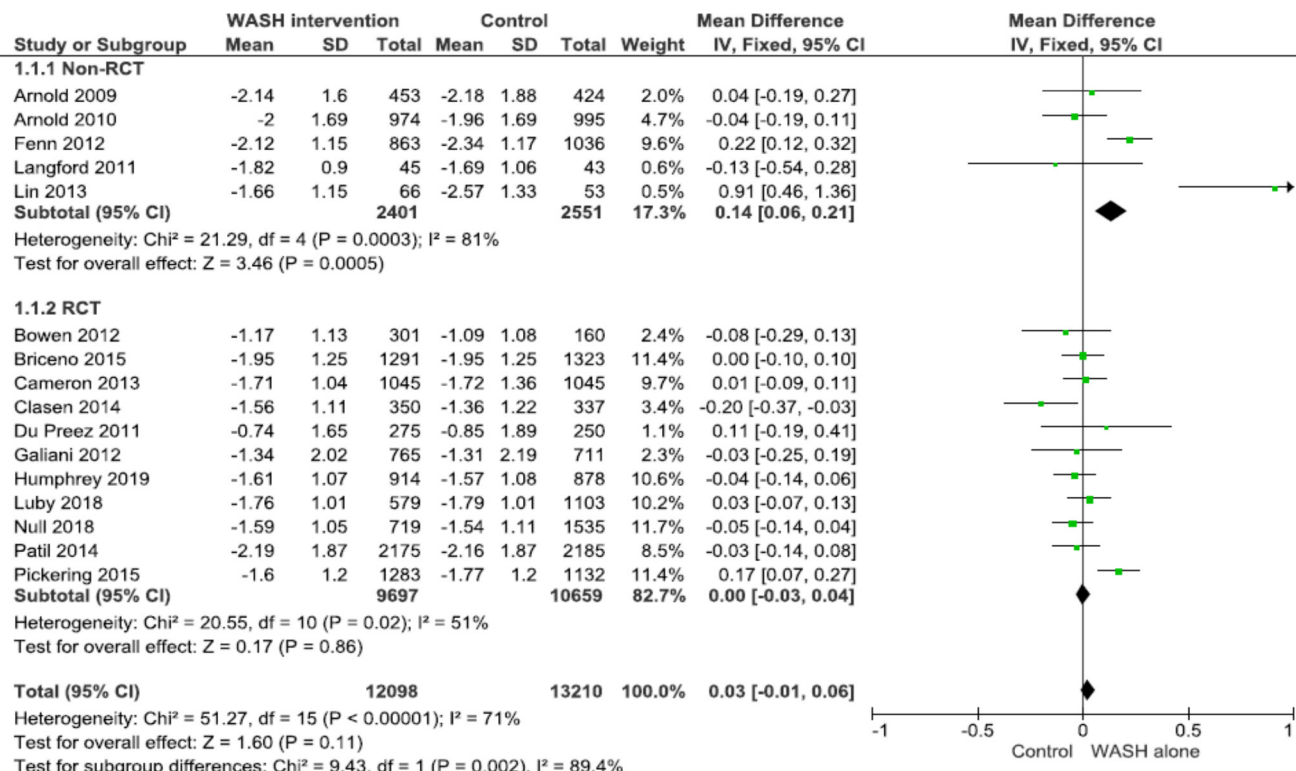 WASH intervention Control Mean Difference Mean Difference
Study or Subgroup Mean SD Total Mean SD Total Weight IV, Fixed, 95% CI IV, Fixed, 95% CI
1.1.1 Non-RCT
Arnold 2009 -2.14 1.6 453 -2.18 1.88 424 2.0% 0.04 [-0.19, 0.27]
Arnold 2010 -2 1.69 974 -1.96 1.69 995 4.7% -0.04 [-0.19, 0.11]
Fenn 2012 -2.12 1.15 863 -2.34 1.17 1036 9.6% 0.22 [0.12, 0.32]
Langford 2011 -1.82 0.9 45 -1.69 1.06 43 0.6% -0.13 [-0.54, 0.28]
Lin 2013 -1.66 1.15 66 -2.57 1.33 53 0.5% 0.91 [0.46, 1.36]
Subtotal (95% CI) 2401 2551 17.3% 0.14 [0.06, 0.21]
Heterogeneity: Chi² = 21.29, df = 4 (P = 0.0003); I² = 81%
Test for overall effect: Z = 3.46 (P = 0.0005)
1.1.2 RCT
Bowen 2012 -1.17 1.13 301 -1.09 1.08 160 2.4% -0.08 [-0.29, 0.13]
Briceno 2015 -1.95 1.25 1291 -1.95 1.25 1323 11.4% 0.00 [-0.10, 0.10]
Cameron 2013 -1.71 1.04 1045 -1.72 1.36 1045 9.7% 0.01 [-0.09, 0.11]
Clasen 2014 -1.56 1.11 350 -1.36 1.22 337 3.4% -0.20 [-0.37, -0.03]
Du Preez 2011 -0.74 1.65 275 -0.85 1.89 250 1.1% 0.11 [-0.19, 0.41]
Galiani 2012 -1.34 2.02 765 -1.31 2.19 711 2.3% -0.03 [-0.25, 0.19]
Humphrey 2019 -1.61 1.07 914 -1.57 1.08 878 10.6% -0.04 [-0.14, 0.06]
Luby 2018 -1.76 1.01 579 -1.79 1.01 1103 10.2% 0.03 [-0.07, 0.13]
Null 2018 -1.59 1.05 719 -1.54 1.11 1535 11.7% -0.05 [-0.14, 0.04]
Patil 2014 -2.19 1.87 2175 -2.16 1.87 2185 8.5% -0.03 [-0.14, 0.08]
Pickering 2015 -1.6 1.2 1283 -1.77 1.2 1132 11.4% 0.17 [0.07, 0.27]
Subtotal (95% CI) 9697 10659 82.7% 0.00 [-0.03, 0.04]
Heterogeneity: Chi² = 20.55, df = 10 (P = 0.02); I² = 51%
Test for overall effect: Z = 0.17 (P = 0.86)
Total (95% CI) 12098 13210 100.0% 0.03 [-0.01, 0.06]
Heterogeneity: Chi² = 51.27, df = 15 (P < 0.00001); I² = 71%
Test for overall effect: Z = 1.60 (P = 0.11)
Test for subgroup differences: Chi² = 9.43, df = 1 (P = 0.002), I² = 89.4%
-1 -0.5 0 0.5 1
Control WASH alone